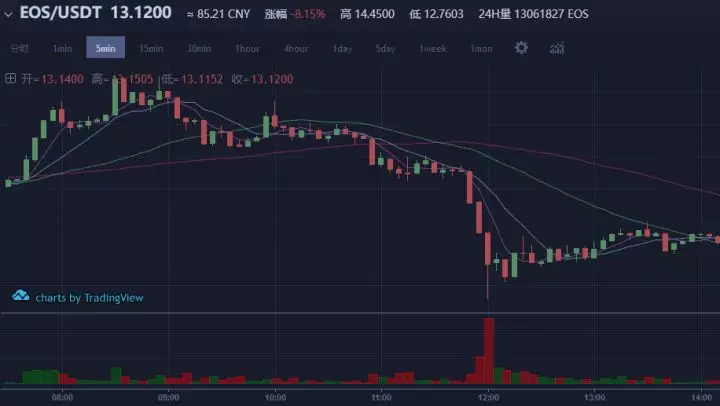 EOS/USDT 13.1200 ≈ 85.21 CNY 涨幅 -8.15% 高 14.4500 低 12.7603 24H量 13061827 EOS
分时 1min 5min 15min 30min 1hour 4hour 1day 5day 1week 1mon
开=13.1400 高=13.1505 低=13.1152 收=13.1200
charts by TradingView
08:00 09:00 10:00 11:00 12:00 13:00 14:00